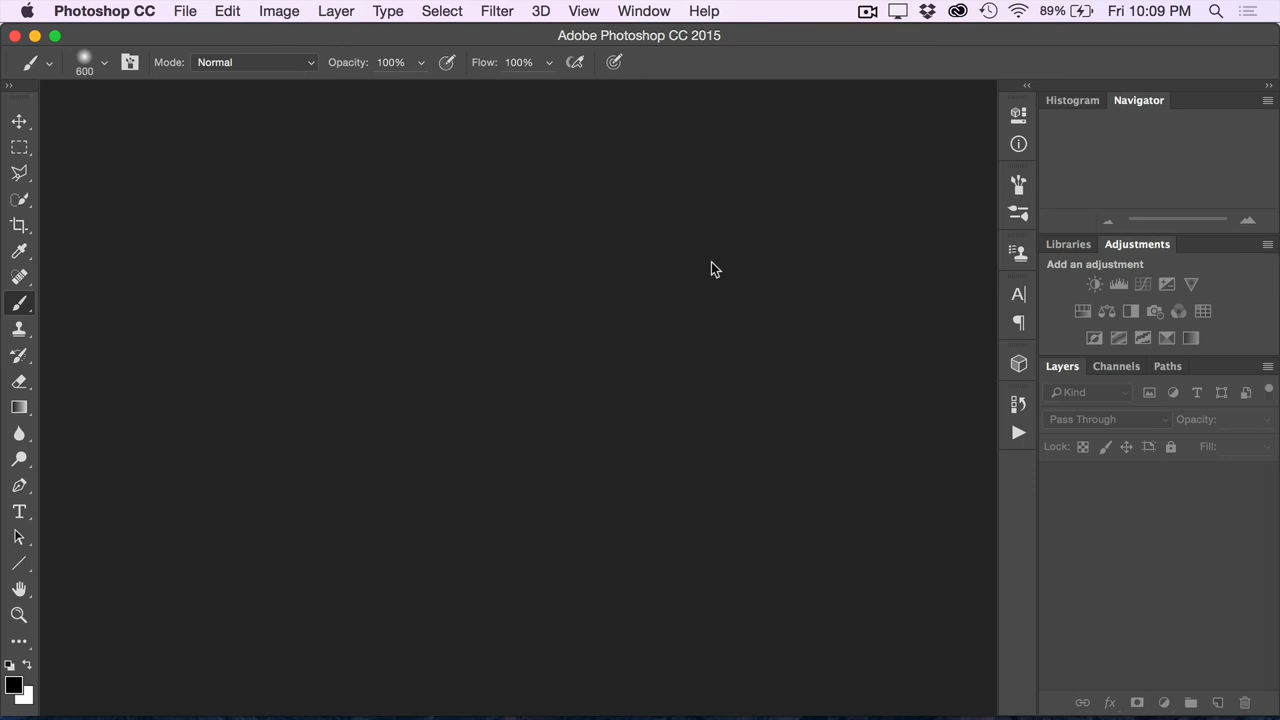 Photoshop CC File Edit Image Layer Type Select Filter 3D View Window Help 89% Fri 10:09 PM
Adobe Photoshop CC 2015
600 Mode: Normal Opacity: 100% Flow: 100%
Histogram Navigator
Libraries Adjustments
Add an adjustment
Layers Channels Paths
Kind
Pass Through Opacity:
Lock: Fill: